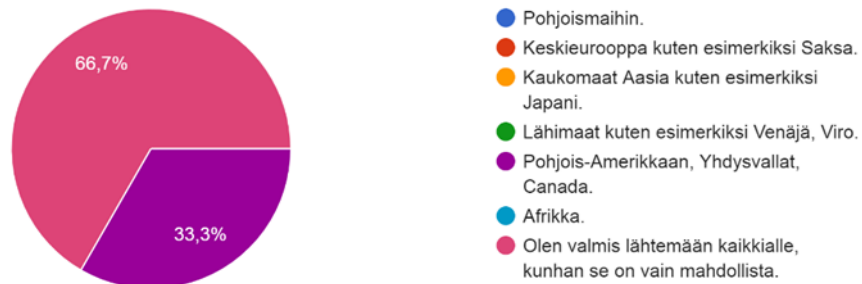 66,7%
33,3%
Pohjoismaihin.
Keskieurooppa kuten esimerkiksi Saksa.
Kaukomaat Aasia kuten esimerkiksi
Japani.
Lähimaat kuten esimerkiksi Venäjä, Viro.
Pohjois-Amerikkaan, Yhdysvallat,
Canada.
Afrikka.
Olen valmis lähtemään kaikkialle,
kunhan se on vain mahdollista.